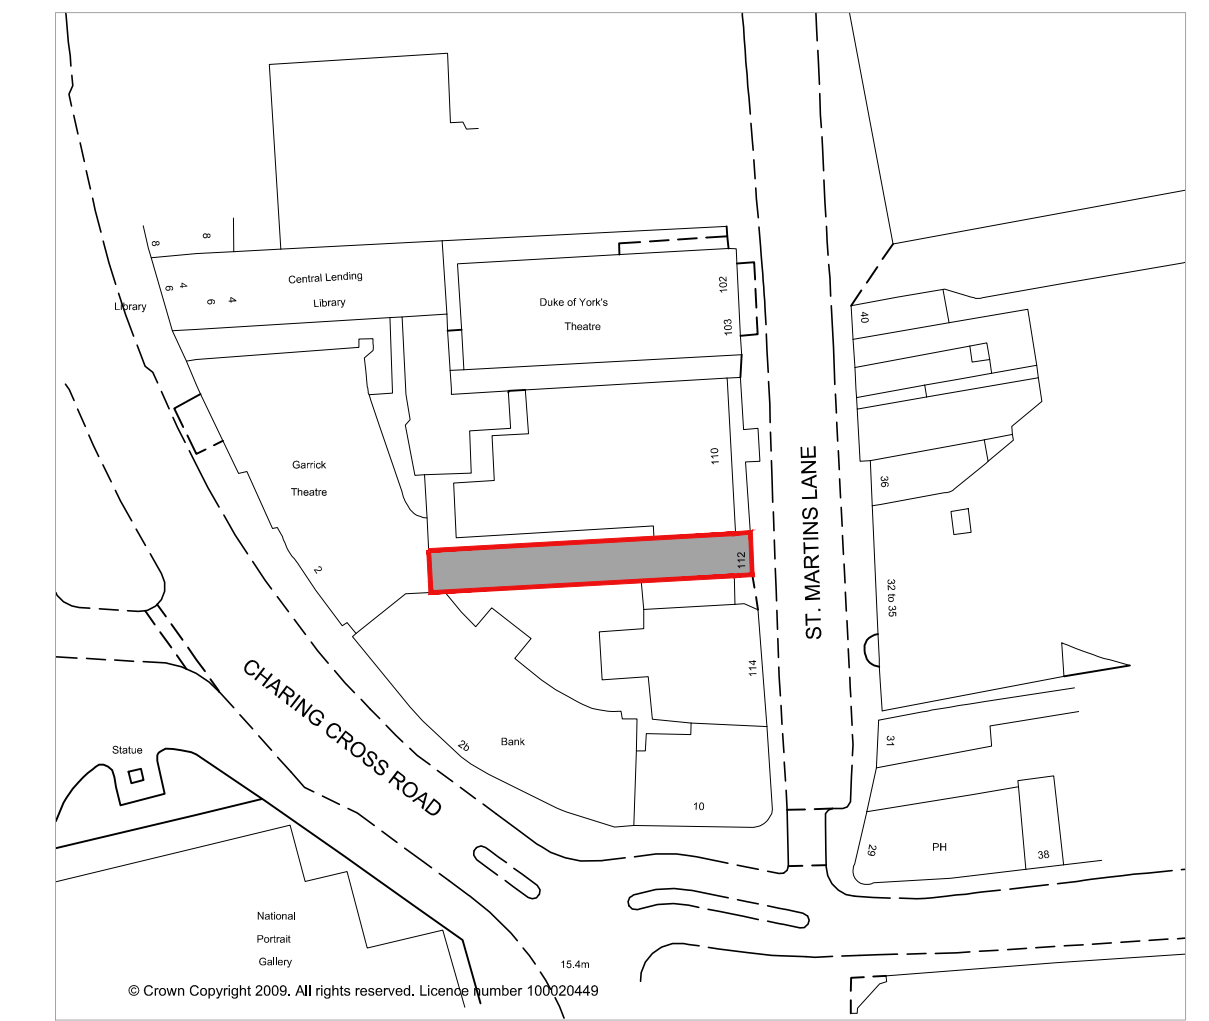 8
8
Central Lending
Library
6
4
6
4
Library
102
103
Duke of York's
Theatre
40
Garrick
Theatre
110
36
ST. MARTINS LANE
112
2
32 to 35
114
CHARING CROSS ROAD
2b
Bank
31
Statue
10
29
PH
38
National
Portrait
Gallery
15.4m
© Crown Copyright 2009. All rights reserved. Licence number 100020449